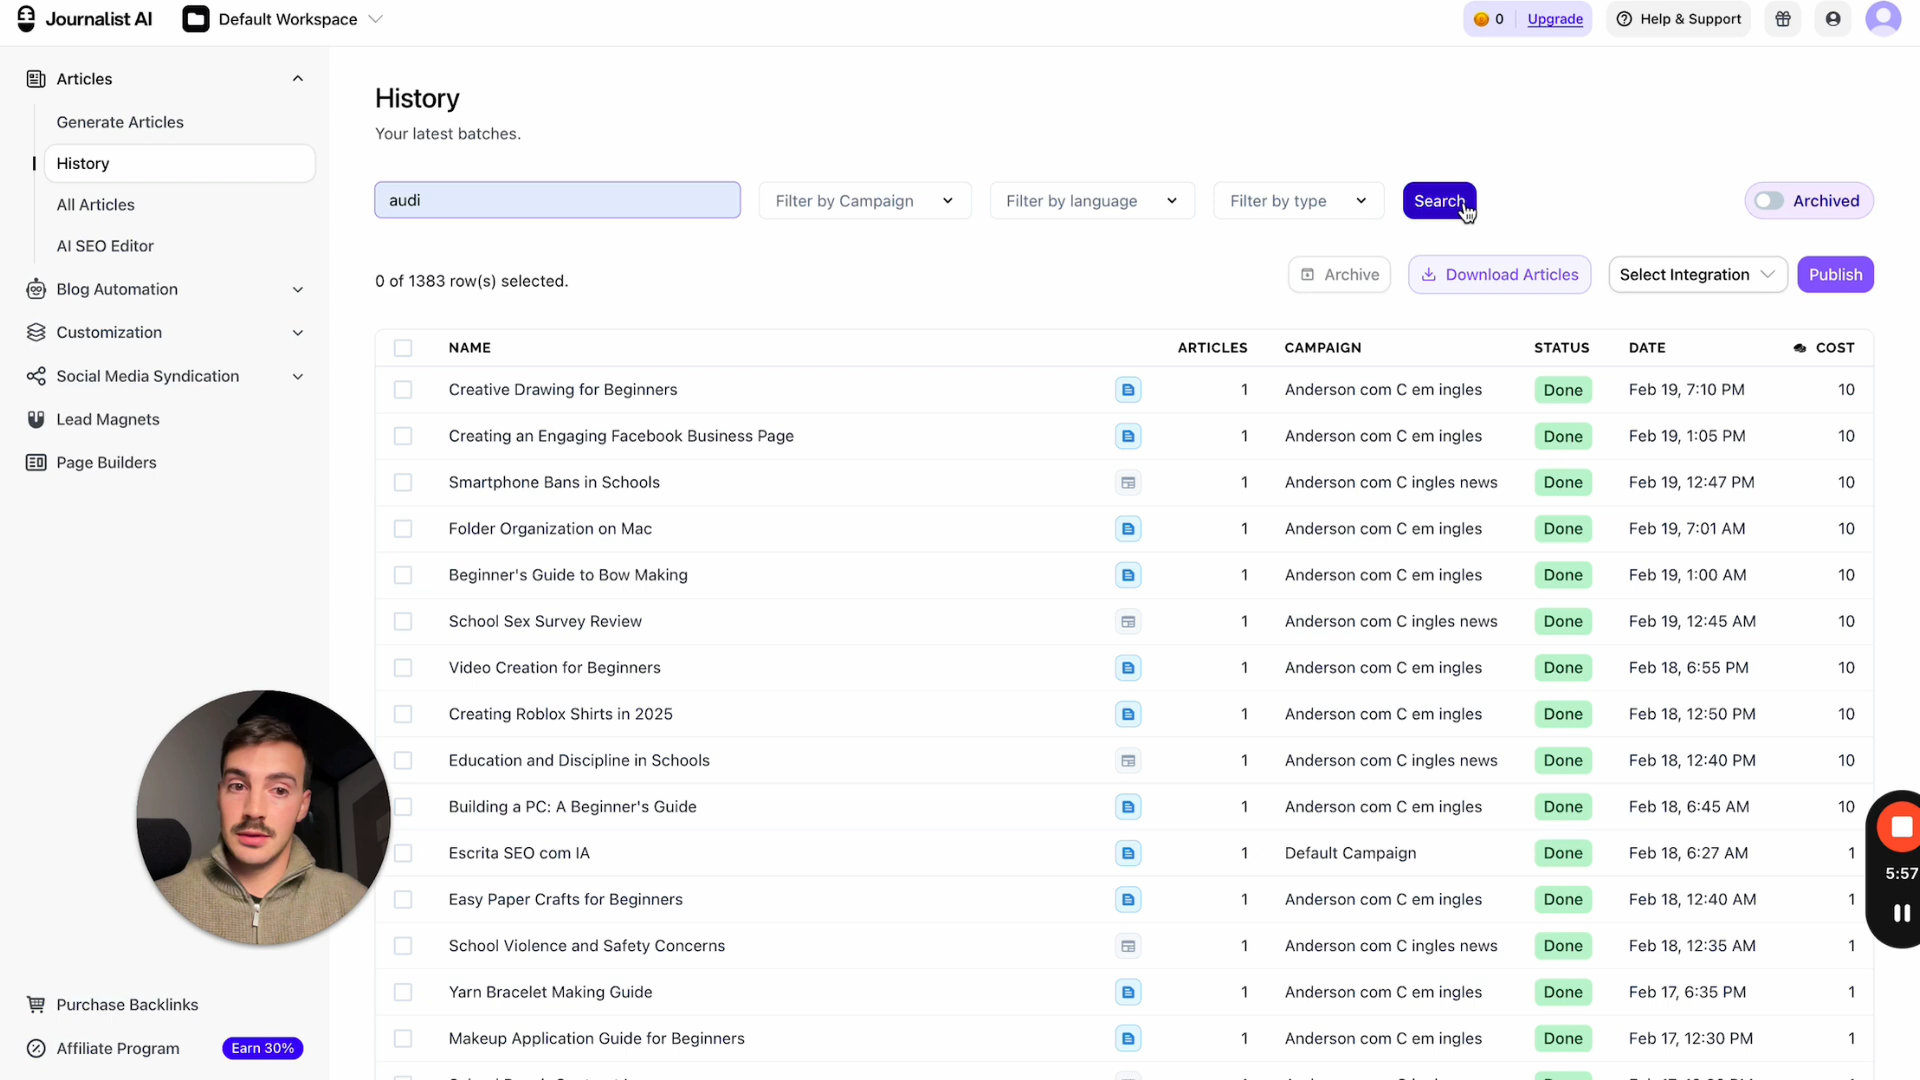 Journalist AI
Default Workspace
0
Upgrade
Help & Support
Articles
Generate Articles
History
All Articles
AI SEO Editor
Blog Automation
Customization
Social Media Syndication
Lead Magnets
Page Builders
Purchase Backlinks
Affiliate Program
Earn 30%
History
Your latest batches.
audi
Filter by Campaign
Filter by language
Filter by type
Search
Archived
0 of 1383 row(s) selected.
Archive
Download Articles
Select Integration
Publish
NAME ARTICLES CAMPAIGN STATUS DATE COST
Creative Drawing for Beginners 1 Anderson com C em ingles Done Feb 19, 7:10 PM 10
Creating an Engaging Facebook Business Page 1 Anderson com C em ingles Done Feb 19, 1:05 PM 10
Smartphone Bans in Schools 1 Anderson com C ingles news Done Feb 19, 12:47 PM 10
Folder Organization on Mac 1 Anderson com C em ingles Done Feb 19, 7:01 AM 10
Beginner's Guide to Bow Making 1 Anderson com C em ingles Done Feb 19, 1:00 AM 10
School Sex Survey Review 1 Anderson com C ingles news Done Feb 19, 12:45 AM 10
Video Creation for Beginners 1 Anderson com C em ingles Done Feb 18, 6:55 PM 10
Creating Roblox Shirts in 2025 1 Anderson com C em ingles Done Feb 18, 12:50 PM 10
Education and Discipline in Schools 1 Anderson com C ingles news Done Feb 18, 12:40 PM 10
Building a PC: A Beginner's Guide 1 Anderson com C em ingles Done Feb 18, 6:45 AM 10
Escrita SEO com IA 1 Default Campaign Done Feb 18, 6:27 AM 1
Easy Paper Crafts for Beginners 1 Anderson com C em ingles Done Feb 18, 12:40 AM 1
School Violence and Safety Concerns 1 Anderson com C ingles news Done Feb 18, 12:35 AM 1
Yarn Bracelet Making Guide 1 Anderson com C em ingles Done Feb 17, 6:35 PM 1
Makeup Application Guide for Beginners 1 Anderson com C em ingles Done Feb 17, 12:30 PM 1
5:57